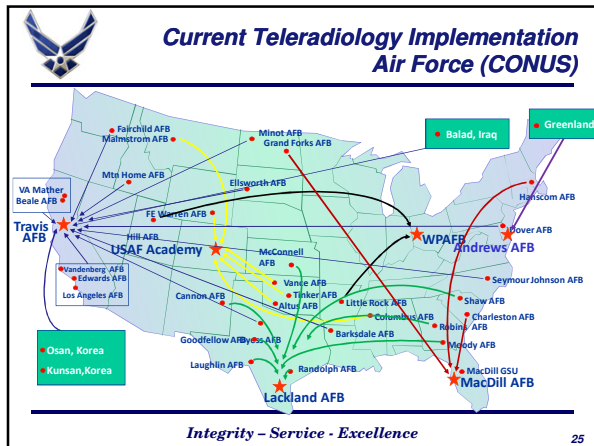 Current Teleradiology Implementation
Air Force (CONUS)
Greenland
Balad, Iraq
Fairchild AFB
Malmstrom AFB
Minot AFB
Grand Forks AFB
Mtn Home AFB
Ellsworth AFB
Hanscom AFB
VA Mather
Beale AFB
Travis
AFB
FE Warren AFB
Hill AFB
USAF Academy
WPAFB
Dover AFB
Andrews AFB
McConnell
AFB
Vandenberg AFB
Edwards AFB
Los Angeles AFB
Vance AFB
Tinker AFB
Altus AFB
Cannon AFB
Little Rock AFB
Columbus AFB
Seymour Johnson AFB
Shaw AFB
Charleston AFB
Robins AFB
Moody AFB
Barksdale AFB
Goodfellow AFB
Dyess AFB
Laughlin AFB
Randolph AFB
Lackland AFB
MacDill GSU
MacDill AFB
Osan, Korea
Kunsan,Korea
Integrity – Service - Excellence
25